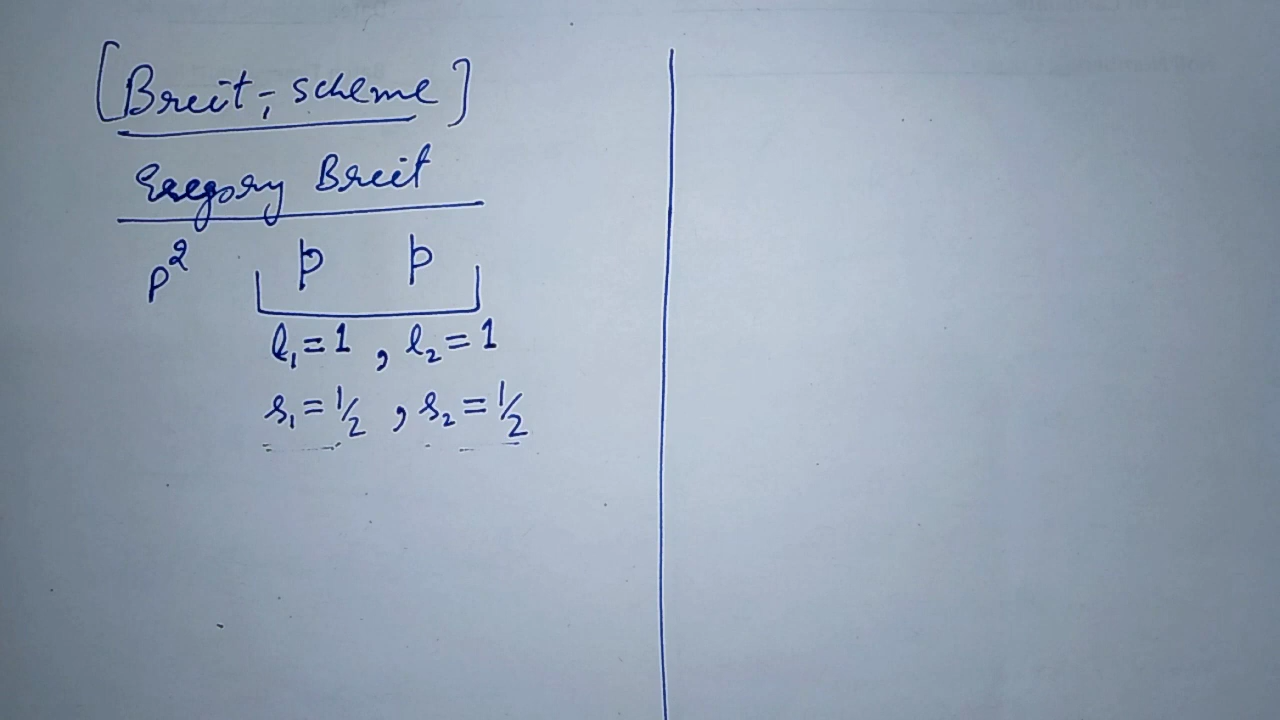 [Breit-; scheme]
Gregory Breit
p² p p
l₁=1 , l₂=1
s₁=1/2 , s₂=1/2